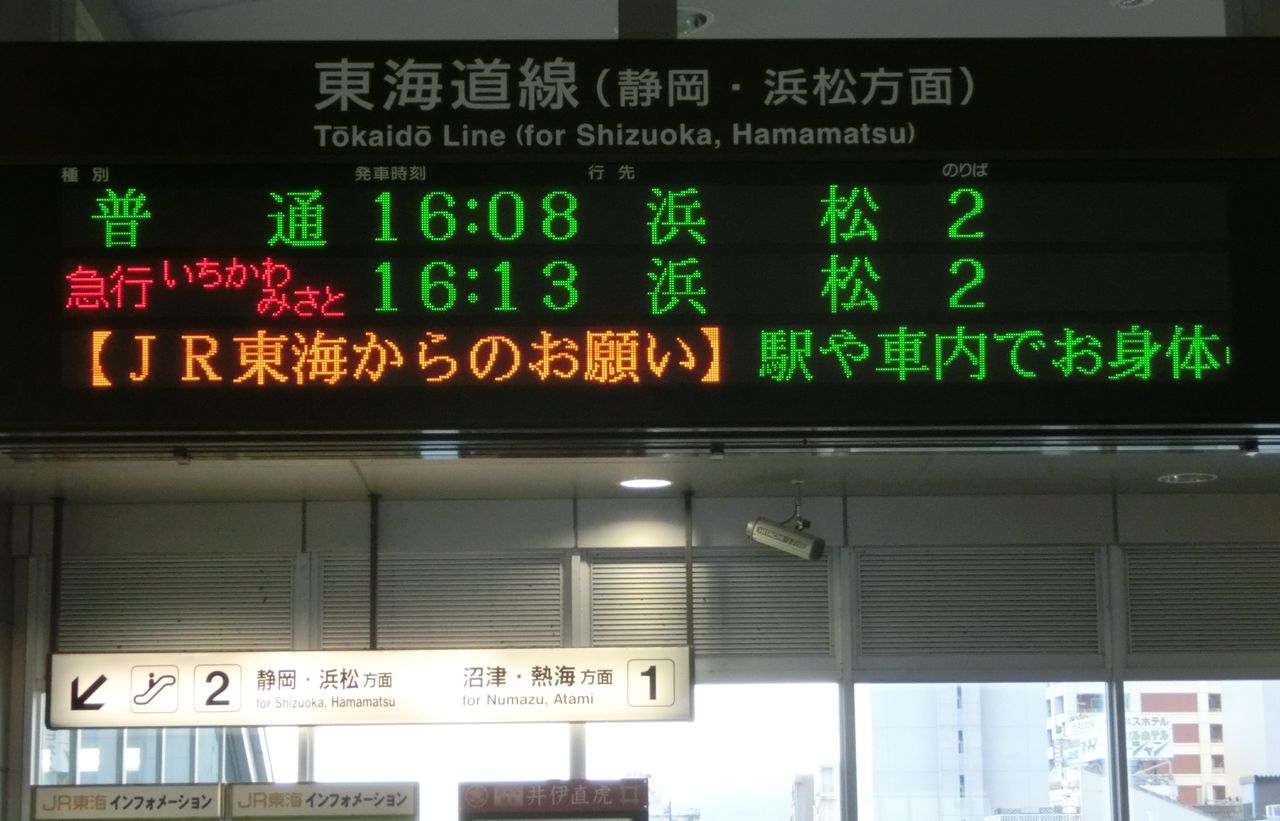 東海道線（静岡・浜松方面）
Tōkaidō Line (for Shizuoka, Hamamatsu)
種別 発車時刻 行先 のりば
普通 16:08 浜松 2
急行 いちかわみさと 16:13 浜松 2
【ＪＲ東海からのお願い】 駅や車内でお身体
HITACHI
2 静岡・浜松方面 沼津・熱海方面 1
for Shizuoka, Hamamatsu for Numazu, Atami
JR東海 インフォメーション JR東海 インフォメーション 井伊直虎
ネスホテル